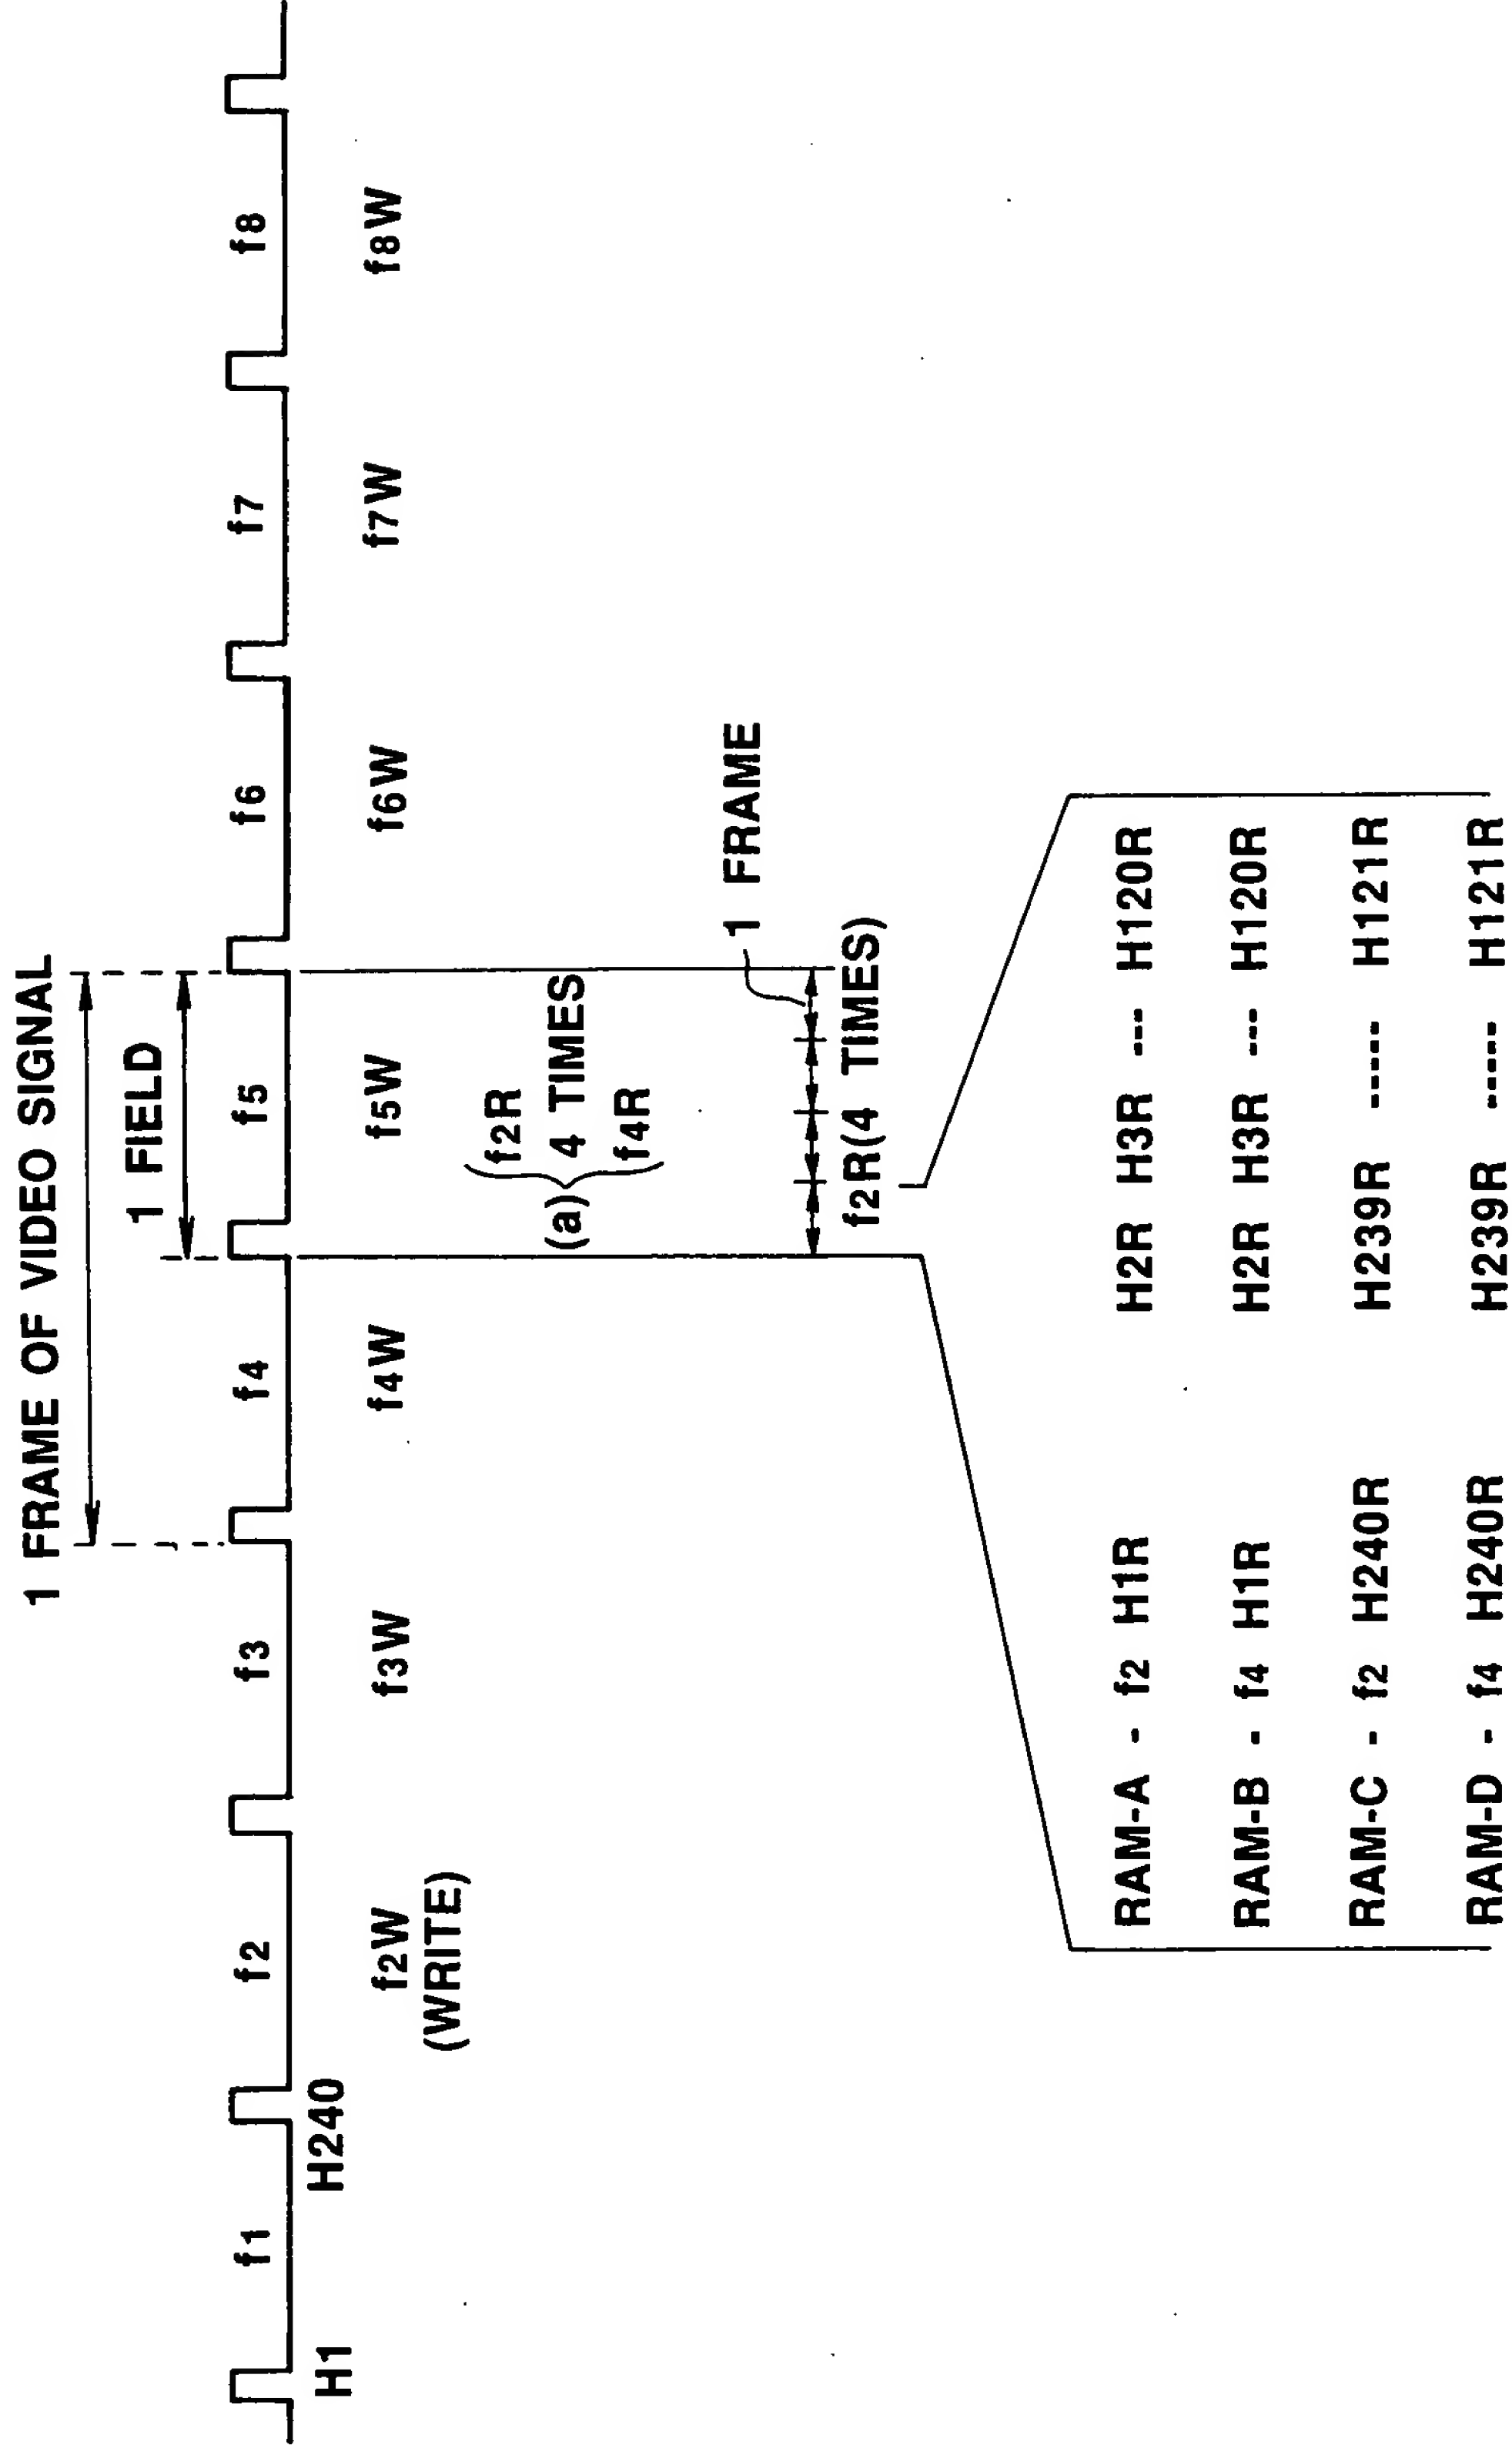 1 FRAME OF VIDEO SIGNAL
1 FIELD
f1 f2 f3 f4 f5 f6 f7 f8
H1 H240
f2W f3W f4W f5W f6W f7W f8W
(WRITE)
f2R
(a) 4 TIMES
f4R
1 FRAME
f2R(4 TIMES)
RAM-A - f2 H1R H2R H3R --- H120R
RAM-B - f4 H1R H2R H3R --- H120R
RAM-C - f2 H240R H239R ----- H121R
RAM-D - f4 H240R H239R ----- H121R